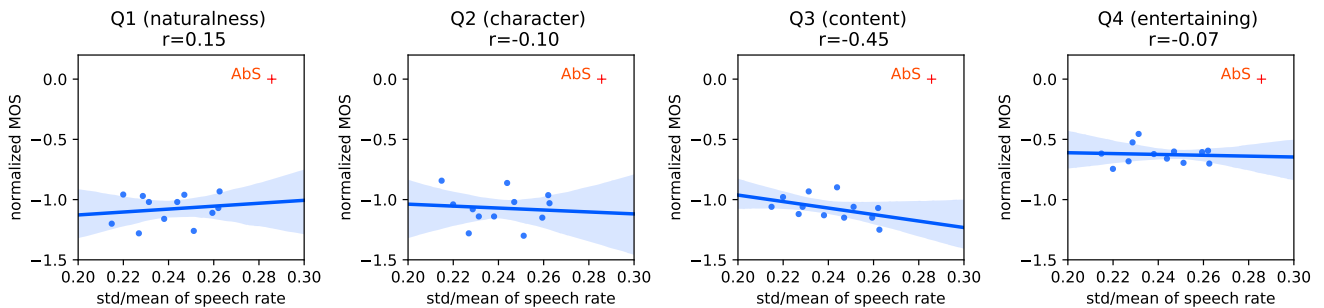 Q1 (naturalness)
r=0.15
AbS
0.0
−0.5
−1.0
−1.5
normalized MOS
0.20 0.22 0.24 0.26 0.28 0.30
std/mean of speech rate
Q2 (character)
r=-0.10
AbS
0.0
−0.5
−1.0
−1.5
normalized MOS
0.20 0.22 0.24 0.26 0.28 0.30
std/mean of speech rate
Q3 (content)
r=-0.45
AbS
0.0
−0.5
−1.0
−1.5
normalized MOS
0.20 0.22 0.24 0.26 0.28 0.30
std/mean of speech rate
Q4 (entertaining)
r=-0.07
AbS
0.0
−0.5
−1.0
−1.5
normalized MOS
0.20 0.22 0.24 0.26 0.28 0.30
std/mean of speech rate